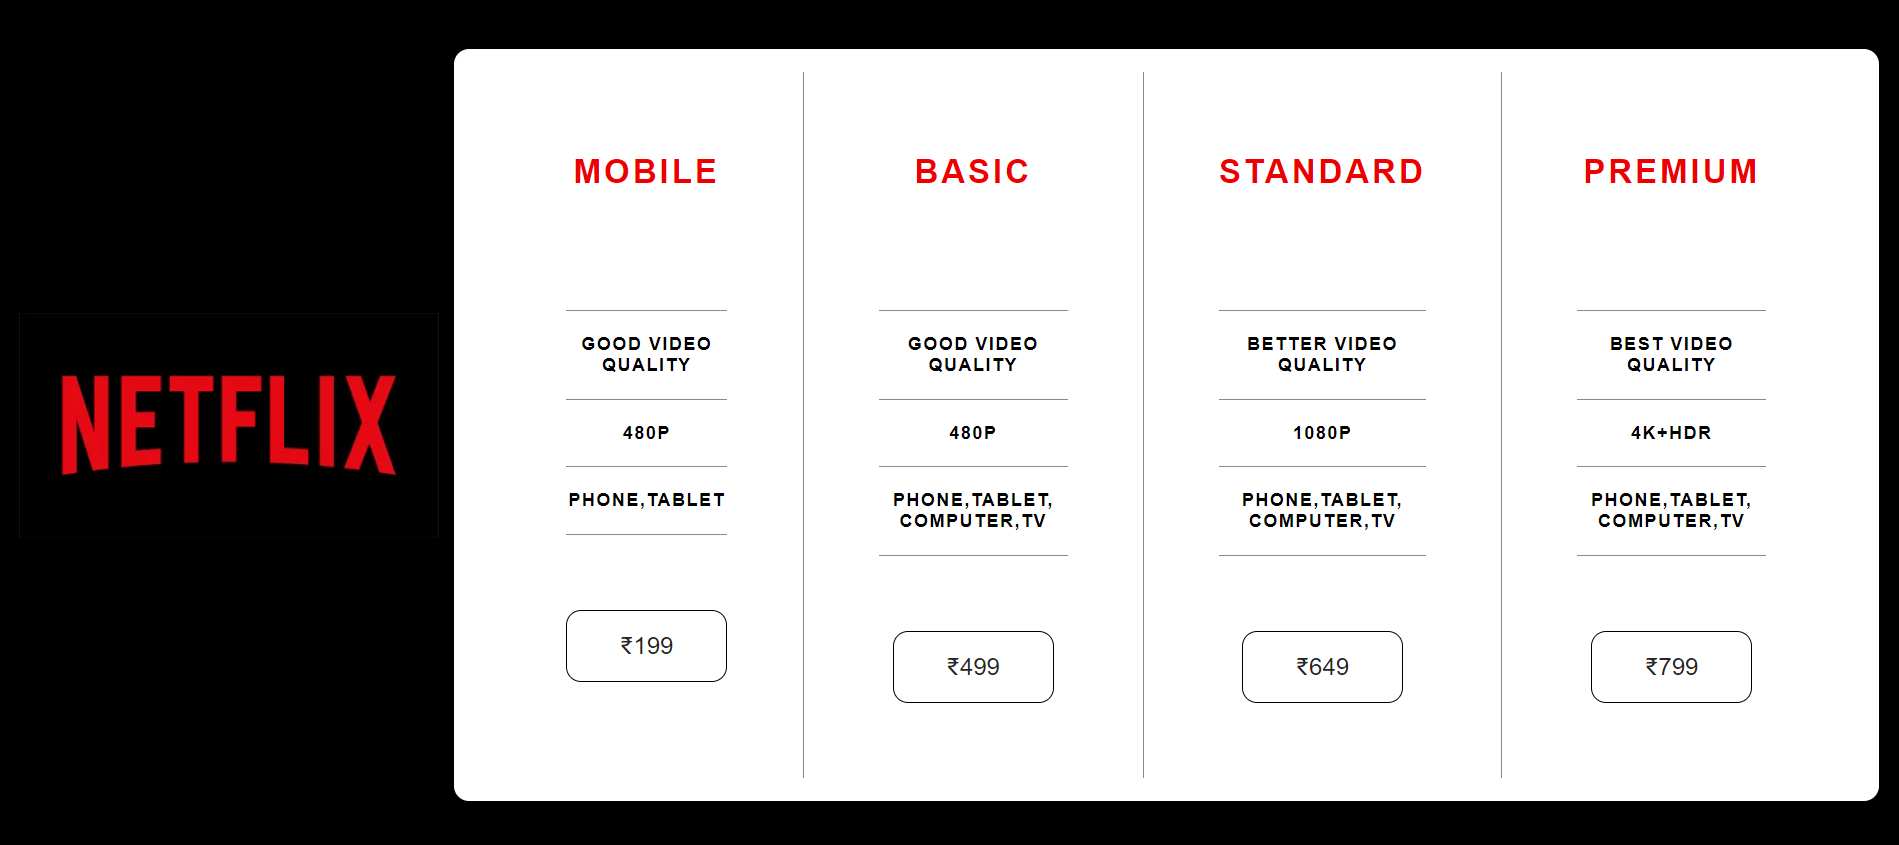 NETFLIX
MOBILE
GOOD VIDEO
QUALITY
480P
PHONE,TABLET
₹199
BASIC
GOOD VIDEO
QUALITY
480P
PHONE,TABLET,
COMPUTER,TV
₹499
STANDARD
BETTER VIDEO
QUALITY
1080P
PHONE,TABLET,
COMPUTER,TV
₹649
PREMIUM
BEST VIDEO
QUALITY
4K+HDR
PHONE,TABLET,
COMPUTER,TV
₹799